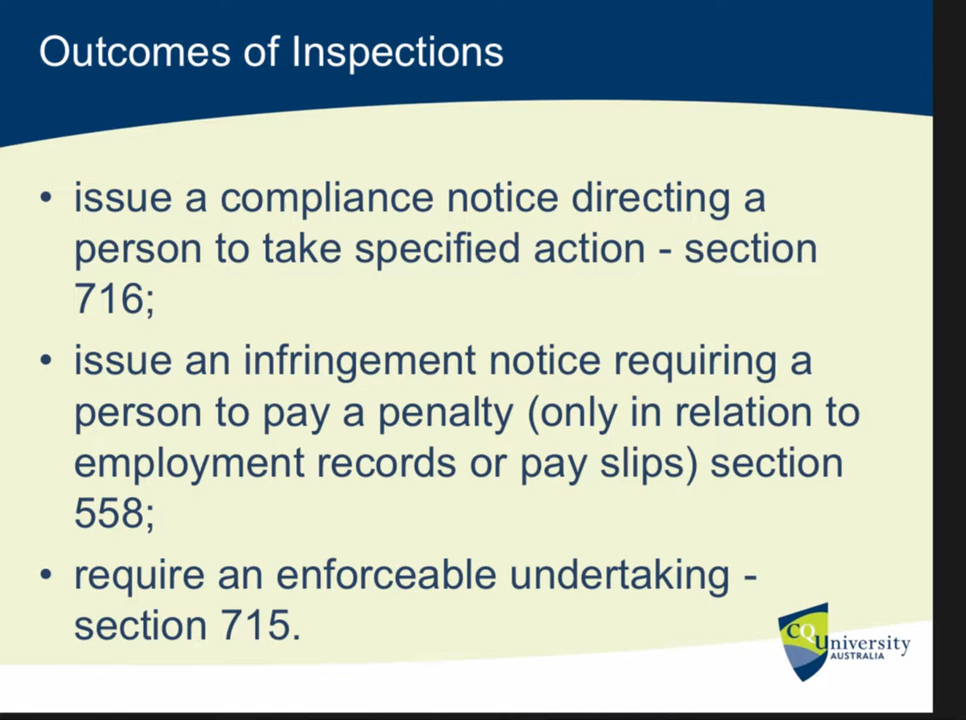 Outcomes of Inspections
• issue a compliance notice directing a
person to take specified action - section
716;
• issue an infringement notice requiring a
person to pay a penalty (only in relation to
employment records or pay slips) section
558;
• require an enforceable undertaking -
section 715.
CQUniversity
AUSTRALIA